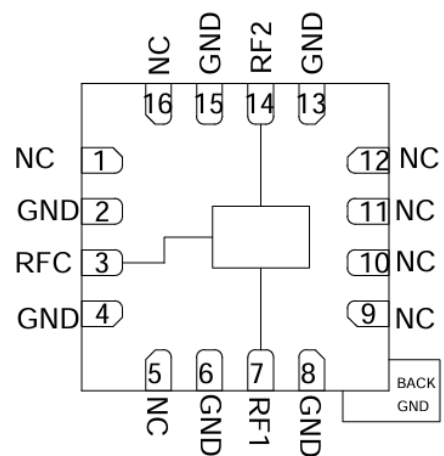 NC
GND
RF2
GND
16
15
14
13
NC
1
12
NC
GND
2
11
NC
RFC
3
10
NC
GND
4
9
NC
5
6
7
8
NC
GND
RF1
GND
BACK
GND